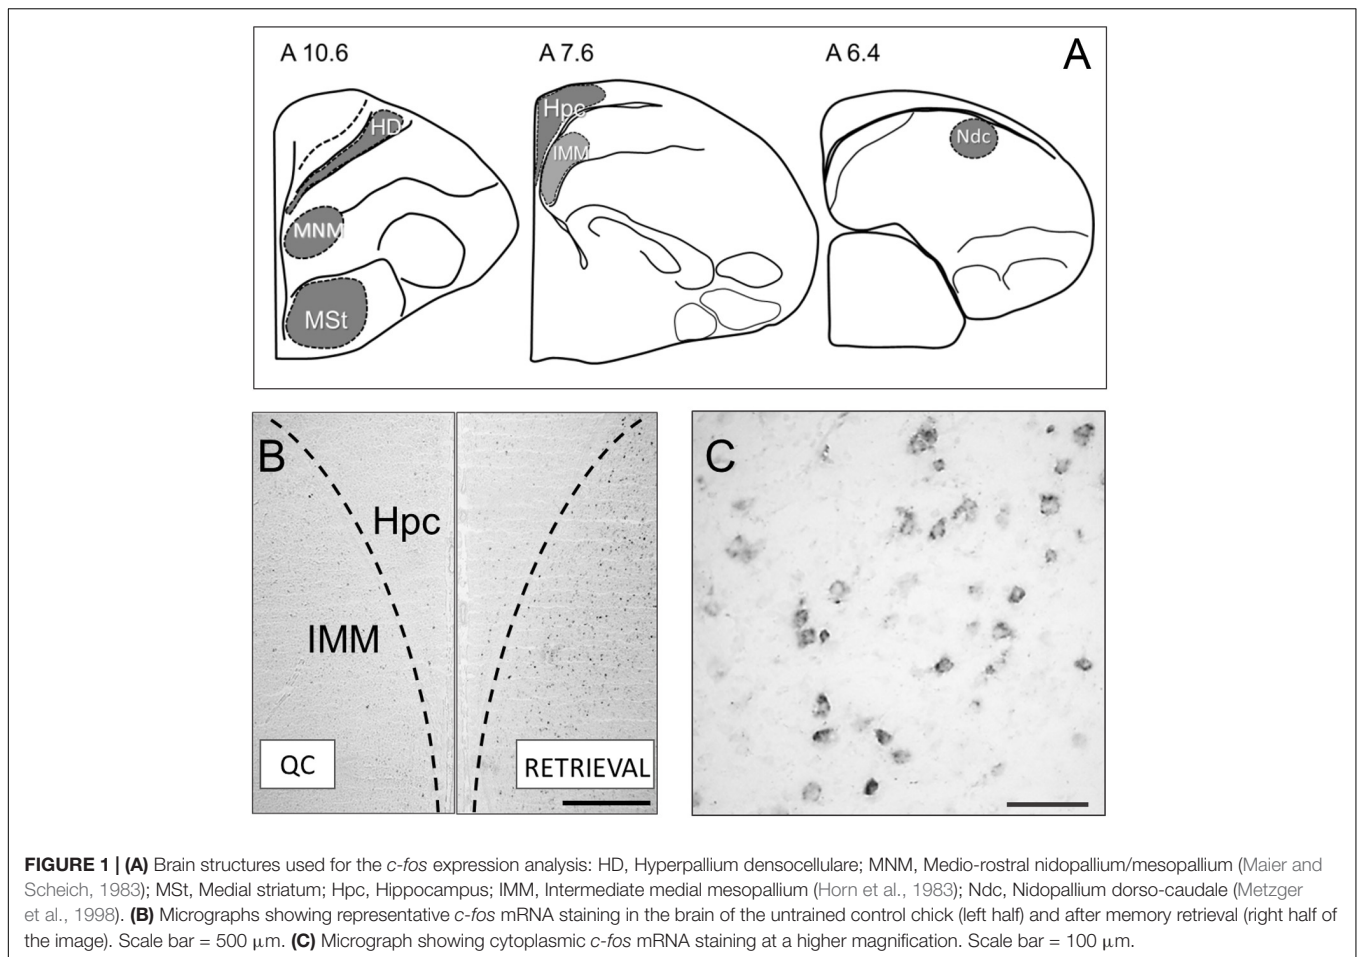 A 10.6
A 7.6
A 6.4
A
HD
MNM
MSt
Hpc
IMM
Ndc
B
Hpc
IMM
QC
RETRIEVAL
C
FIGURE 1 | (A) Brain structures used for the c-fos expression analysis: HD, Hyperpallium densocellulare; MNM, Medio-rostral nidopallium/mesopallium (Maier and
Scheich, 1983); MSt, Medial striatum; Hpc, Hippocampus; IMM, Intermediate medial mesopallium (Horn et al., 1983); Ndc, Nidopallium dorso-caudale (Metzger
et al., 1998). (B) Micrographs showing representative c-fos mRNA staining in the brain of the untrained control chick (left half) and after memory retrieval (right half of
the image). Scale bar = 500 μm. (C) Micrograph showing cytoplasmic c-fos mRNA staining at a higher magnification. Scale bar = 100 μm.